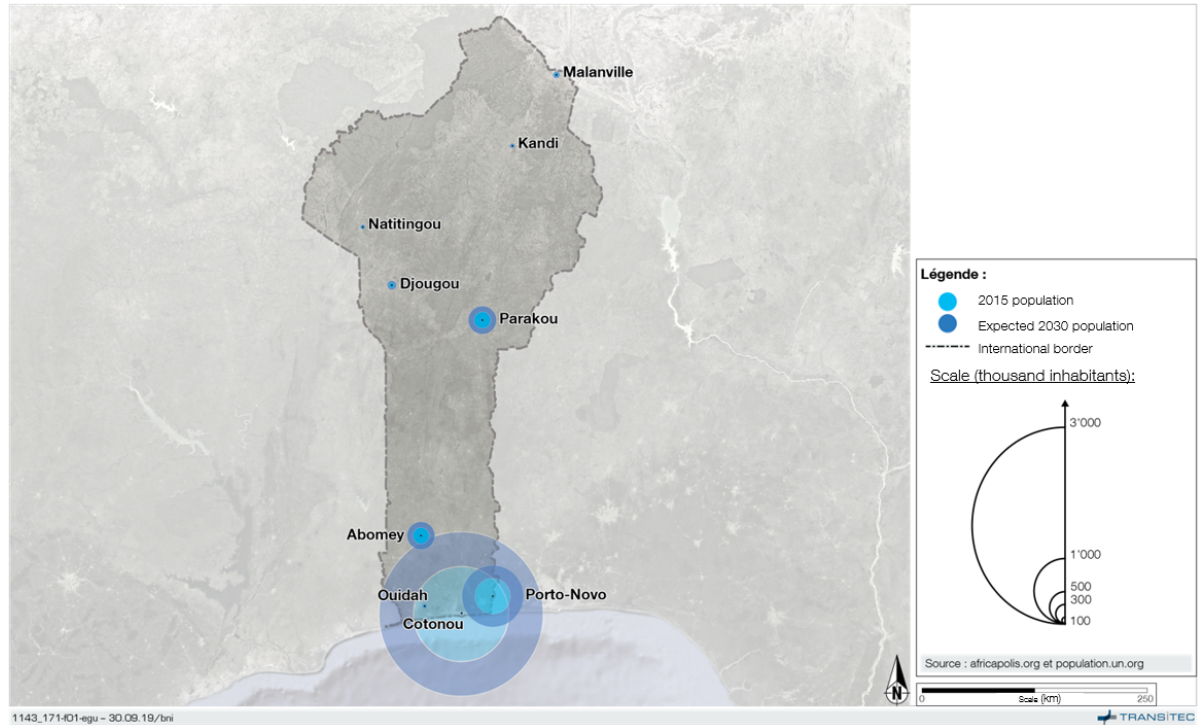 Malanville
Kandi
Natitingou
Djougou
Parakou
Abomey
Ouidah
Porto-Novo
Cotonou
Légende :
2015 population
Expected 2030 population
International border
Scale (thousand inhabitants):
3'000
1'000
500
300
100
Source : africapolis.org et population.un.org
N
0 Scale (km) 250
1143_171-f01-egu – 30.09.19/bni
TRANSITEC